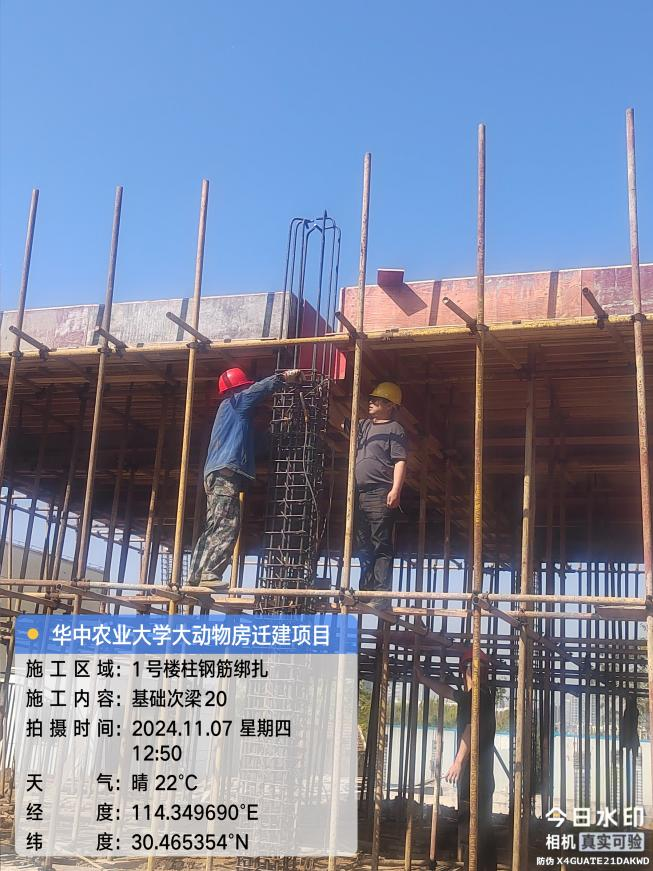 华中农业大学大动物房迁建项目
施工区域：1号楼柱钢筋绑扎
施工内容：基础次梁20
拍摄时间：2024.11.07 星期四
12:50
天气：晴 22°C
经度：114.349690°E
纬度：30.465354°N
今日水印
相机 真实可验
防伪 X4GUATE21DAKWD